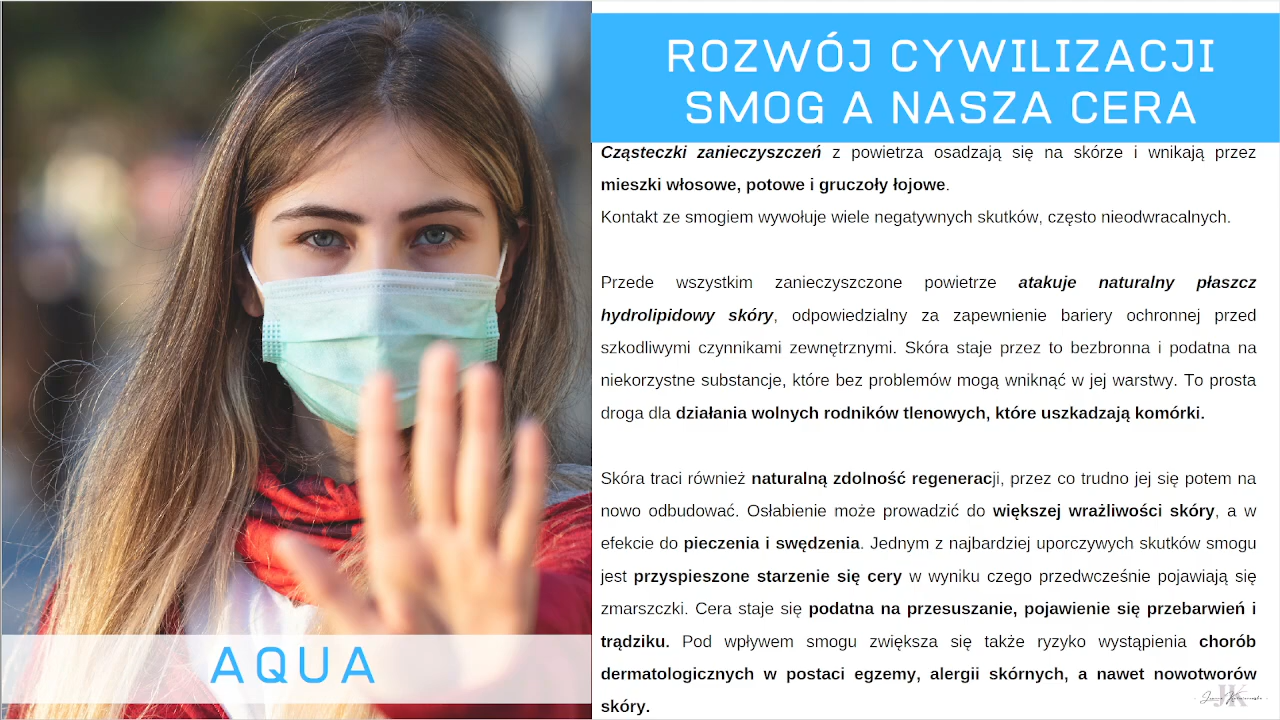 ROZWÓJ CYWILIZACJI
SMOG A NASZA CERA
Cząsteczki zanieczyszczeń z powietrza osadzają się na skórze i wnikają przez
mieszki włosowe, potowe i gruczoły łojowe.
Kontakt ze smogiem wywołuje wiele negatywnych skutków, często nieodwracalnych.
Przede wszystkim zanieczyszczone powietrze atakuje naturalny płaszcz
hydrolipidowy skóry, odpowiedzialny za zapewnienie bariery ochronnej przed
szkodliwymi czynnikami zewnętrznymi. Skóra staje przez to bezbronna i podatna na
niekorzystne substancje, które bez problemów mogą wniknąć w jej warstwy. To prosta
droga dla działania wolnych rodników tlenowych, które uszkadzają komórki.
Skóra traci również naturalną zdolność regeneracji, przez co trudno jej się potem na
nowo odbudować. Osłabienie może prowadzić do większej wrażliwości skóry, a w
efekcie do pieczenia i swędzenia. Jednym z najbardziej uporczywych skutków smogu
jest przyspieszone starzenie się cery w wyniku czego przedwcześnie pojawiają się
zmarszczki. Cera staje się podatna na przesuszanie, pojawienie się przebarwień i
trądziku. Pod wpływem smogu zwiększa się także ryzyko wystąpienia chorób
dermatologicznych w postaci egzemy, alergii skórnych, a nawet nowotworów
skóry.
AQUA
JK